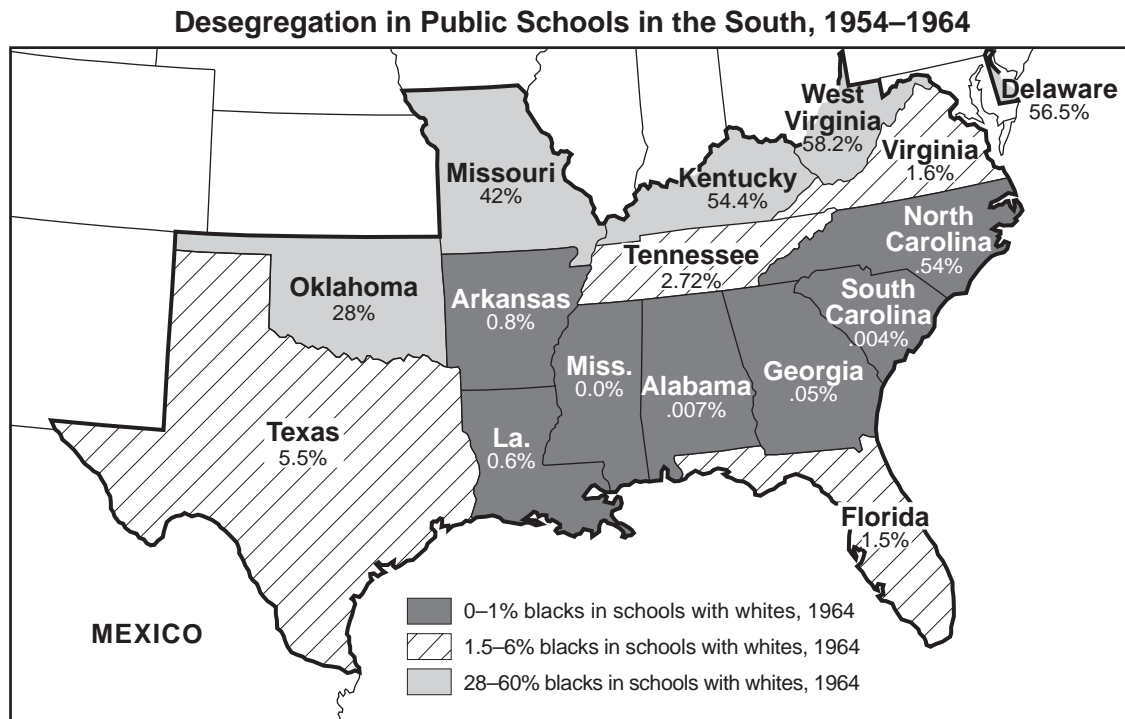 Desegregation in Public Schools in the South, 1954–1964
Delaware
56.5%
West
Virginia
58.2%
Virginia
1.6%
Missouri
42%
Kentucky
54.4%
North
Carolina
.54%
Tennessee
2.72%
Oklahoma
28%
Arkansas
0.8%
South
Carolina
.004%
Miss.
0.0%
Alabama
.007%
Georgia
.05%
Texas
5.5%
La.
0.6%
Florida
1.5%
MEXICO
0–1% blacks in schools with whites, 1964
1.5–6% blacks in schools with whites, 1964
28–60% blacks in schools with whites, 1964